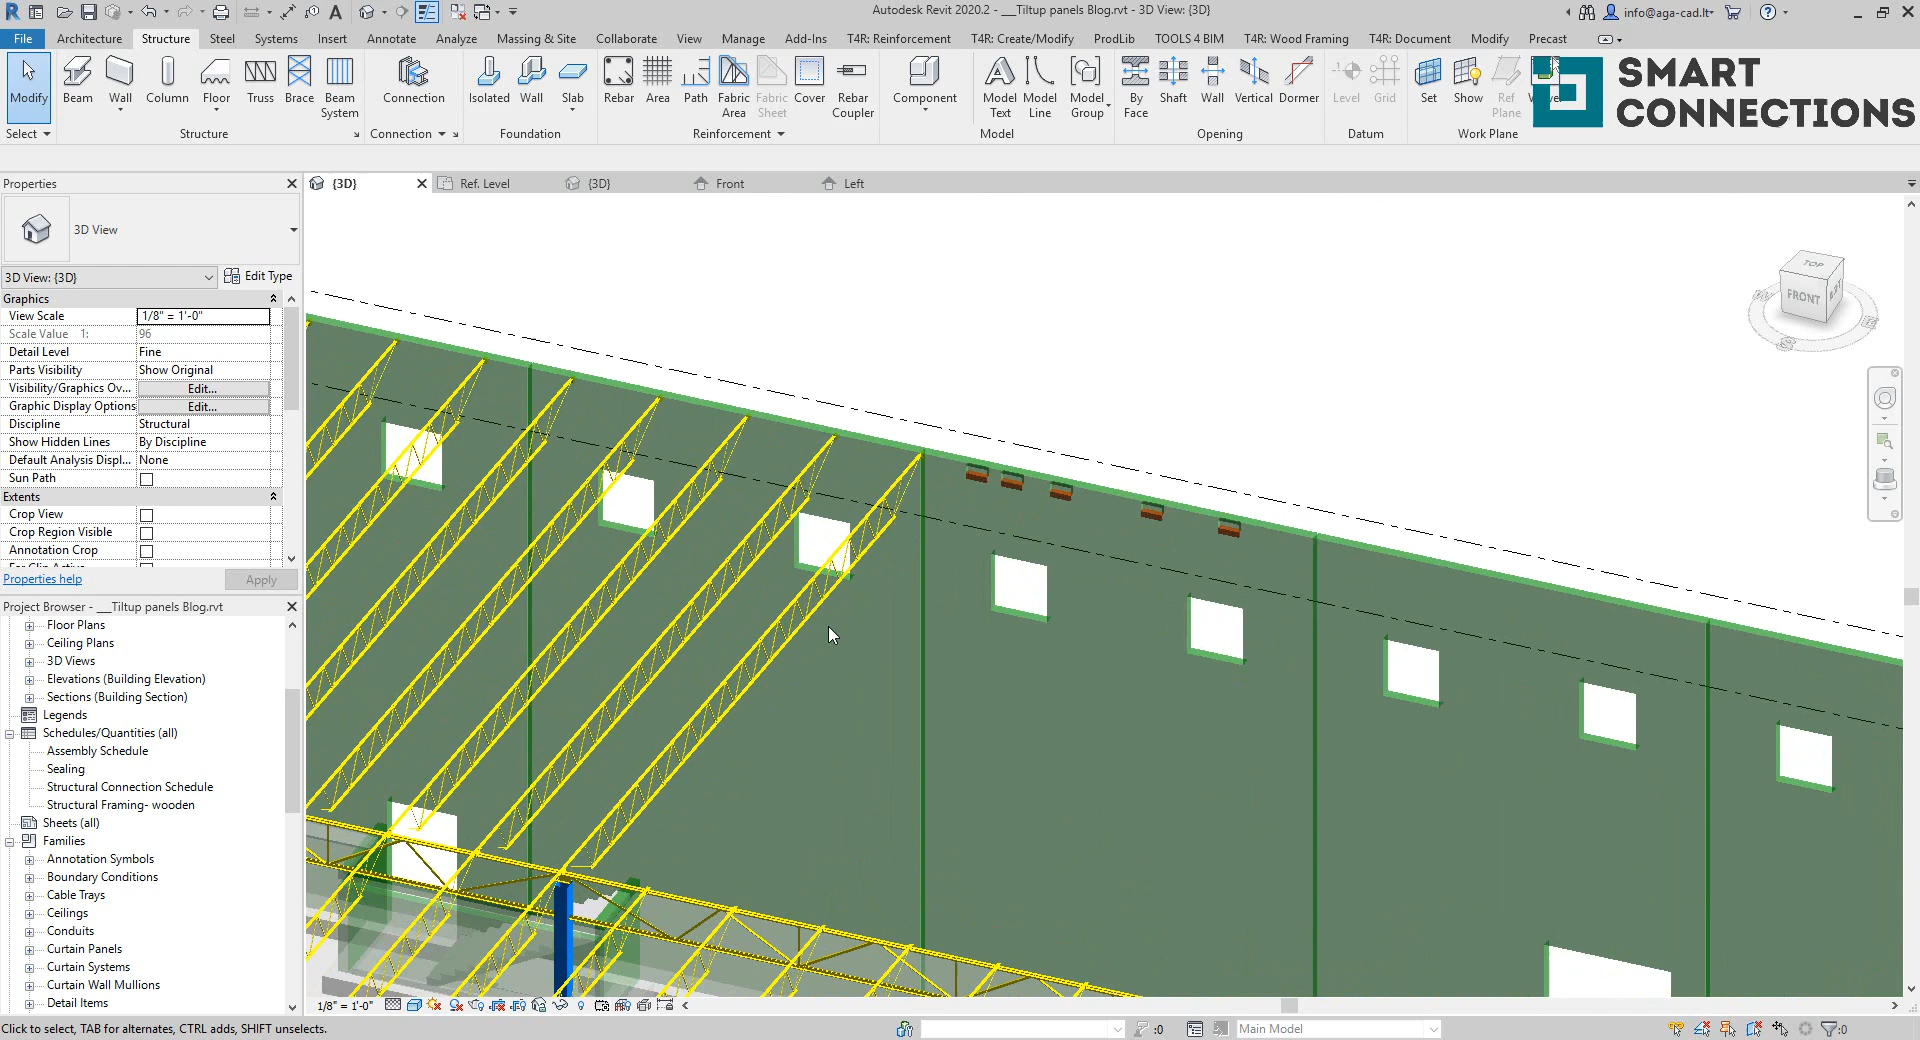 Autodesk Revit 2020.2 - ___Tiltup panels Blog.rvt - 3D View: {3D}
info@aga-cad.lt
File Architecture Structure Steel Systems Insert Annotate Analyze Massing & Site Collaborate View Manage Add-Ins T4R: Reinforcement T4R: Create/Modify ProdLib TOOLS 4 BIM T4R: Wood Framing T4R: Document Modify Precast
Modify Beam Wall Column Floor Truss Brace Beam System Connection Isolated Wall Slab Rebar Area Path Fabric Area Fabric Sheet Cover Rebar Coupler Component Model Text Model Line Model Group By Face Shaft Wall Vertical Dormer Level Grid Set Show Ref Plane
SMART
CONNECTIONS
Select Structure Connection Foundation Reinforcement Model Opening Datum Work Plane
Properties
{3D} Ref. Level {3D} Front Left
3D View
3D View: {3D} Edit Type
Graphics
View Scale 1/8" = 1'-0"
Scale Value 1: 96
Detail Level Fine
Parts Visibility Show Original
Visibility/Graphics Ov... Edit...
Graphic Display Options Edit...
Discipline Structural
Show Hidden Lines By Discipline
Default Analysis Displ... None
Sun Path
Extents
Crop View
Crop Region Visible
Annotation Crop
Properties help Apply
Project Browser - ___Tiltup panels Blog.rvt
Floor Plans
Ceiling Plans
3D Views
Elevations (Building Elevation)
Sections (Building Section)
Legends
Schedules/Quantities (all)
Assembly Schedule
Sealing
Structural Connection Schedule
Structural Framing- wooden
Sheets (all)
Families
Annotation Symbols
Boundary Conditions
Cable Trays
Ceilings
Conduits
Curtain Panels
Curtain Systems
Curtain Wall Mullions
Detail Items
TOP
FRONT
1/8" = 1'-0"
Click to select, TAB for alternates, CTRL adds, SHIFT unselects.
:0
Main Model
:0